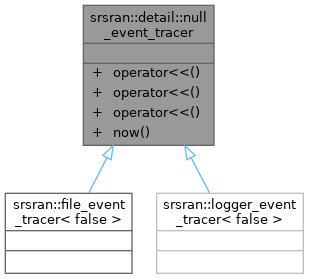 srsran::detail::null
_event_tracer
+ operator<<()
+ operator<<()
+ operator<<()
+ now()
srsran::file_event
_tracer< false >
srsran::logger_event
_tracer< false >